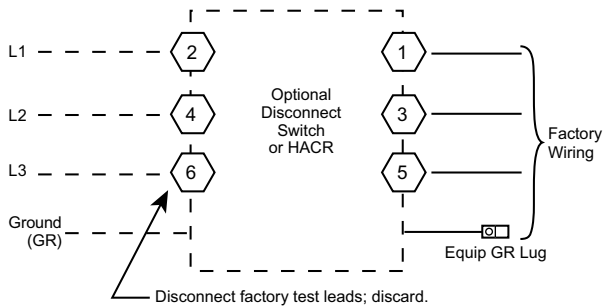 L1
2
1
L2
4
Optional
Disconnect
Switch
or HACR
3
L3
6
5
Factory
Wiring
Ground
(GR)
Equip GR Lug
Disconnect factory test leads; discard.